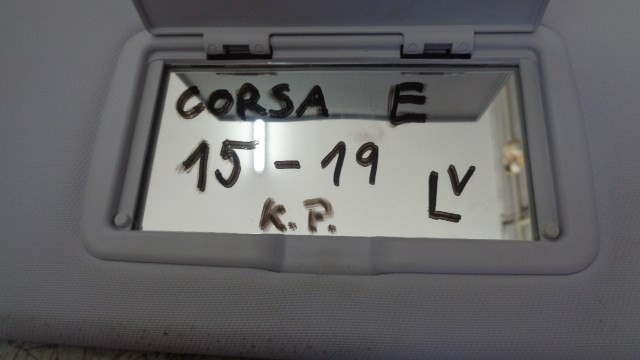 CORSA E
15 - 19
LV
K.P.